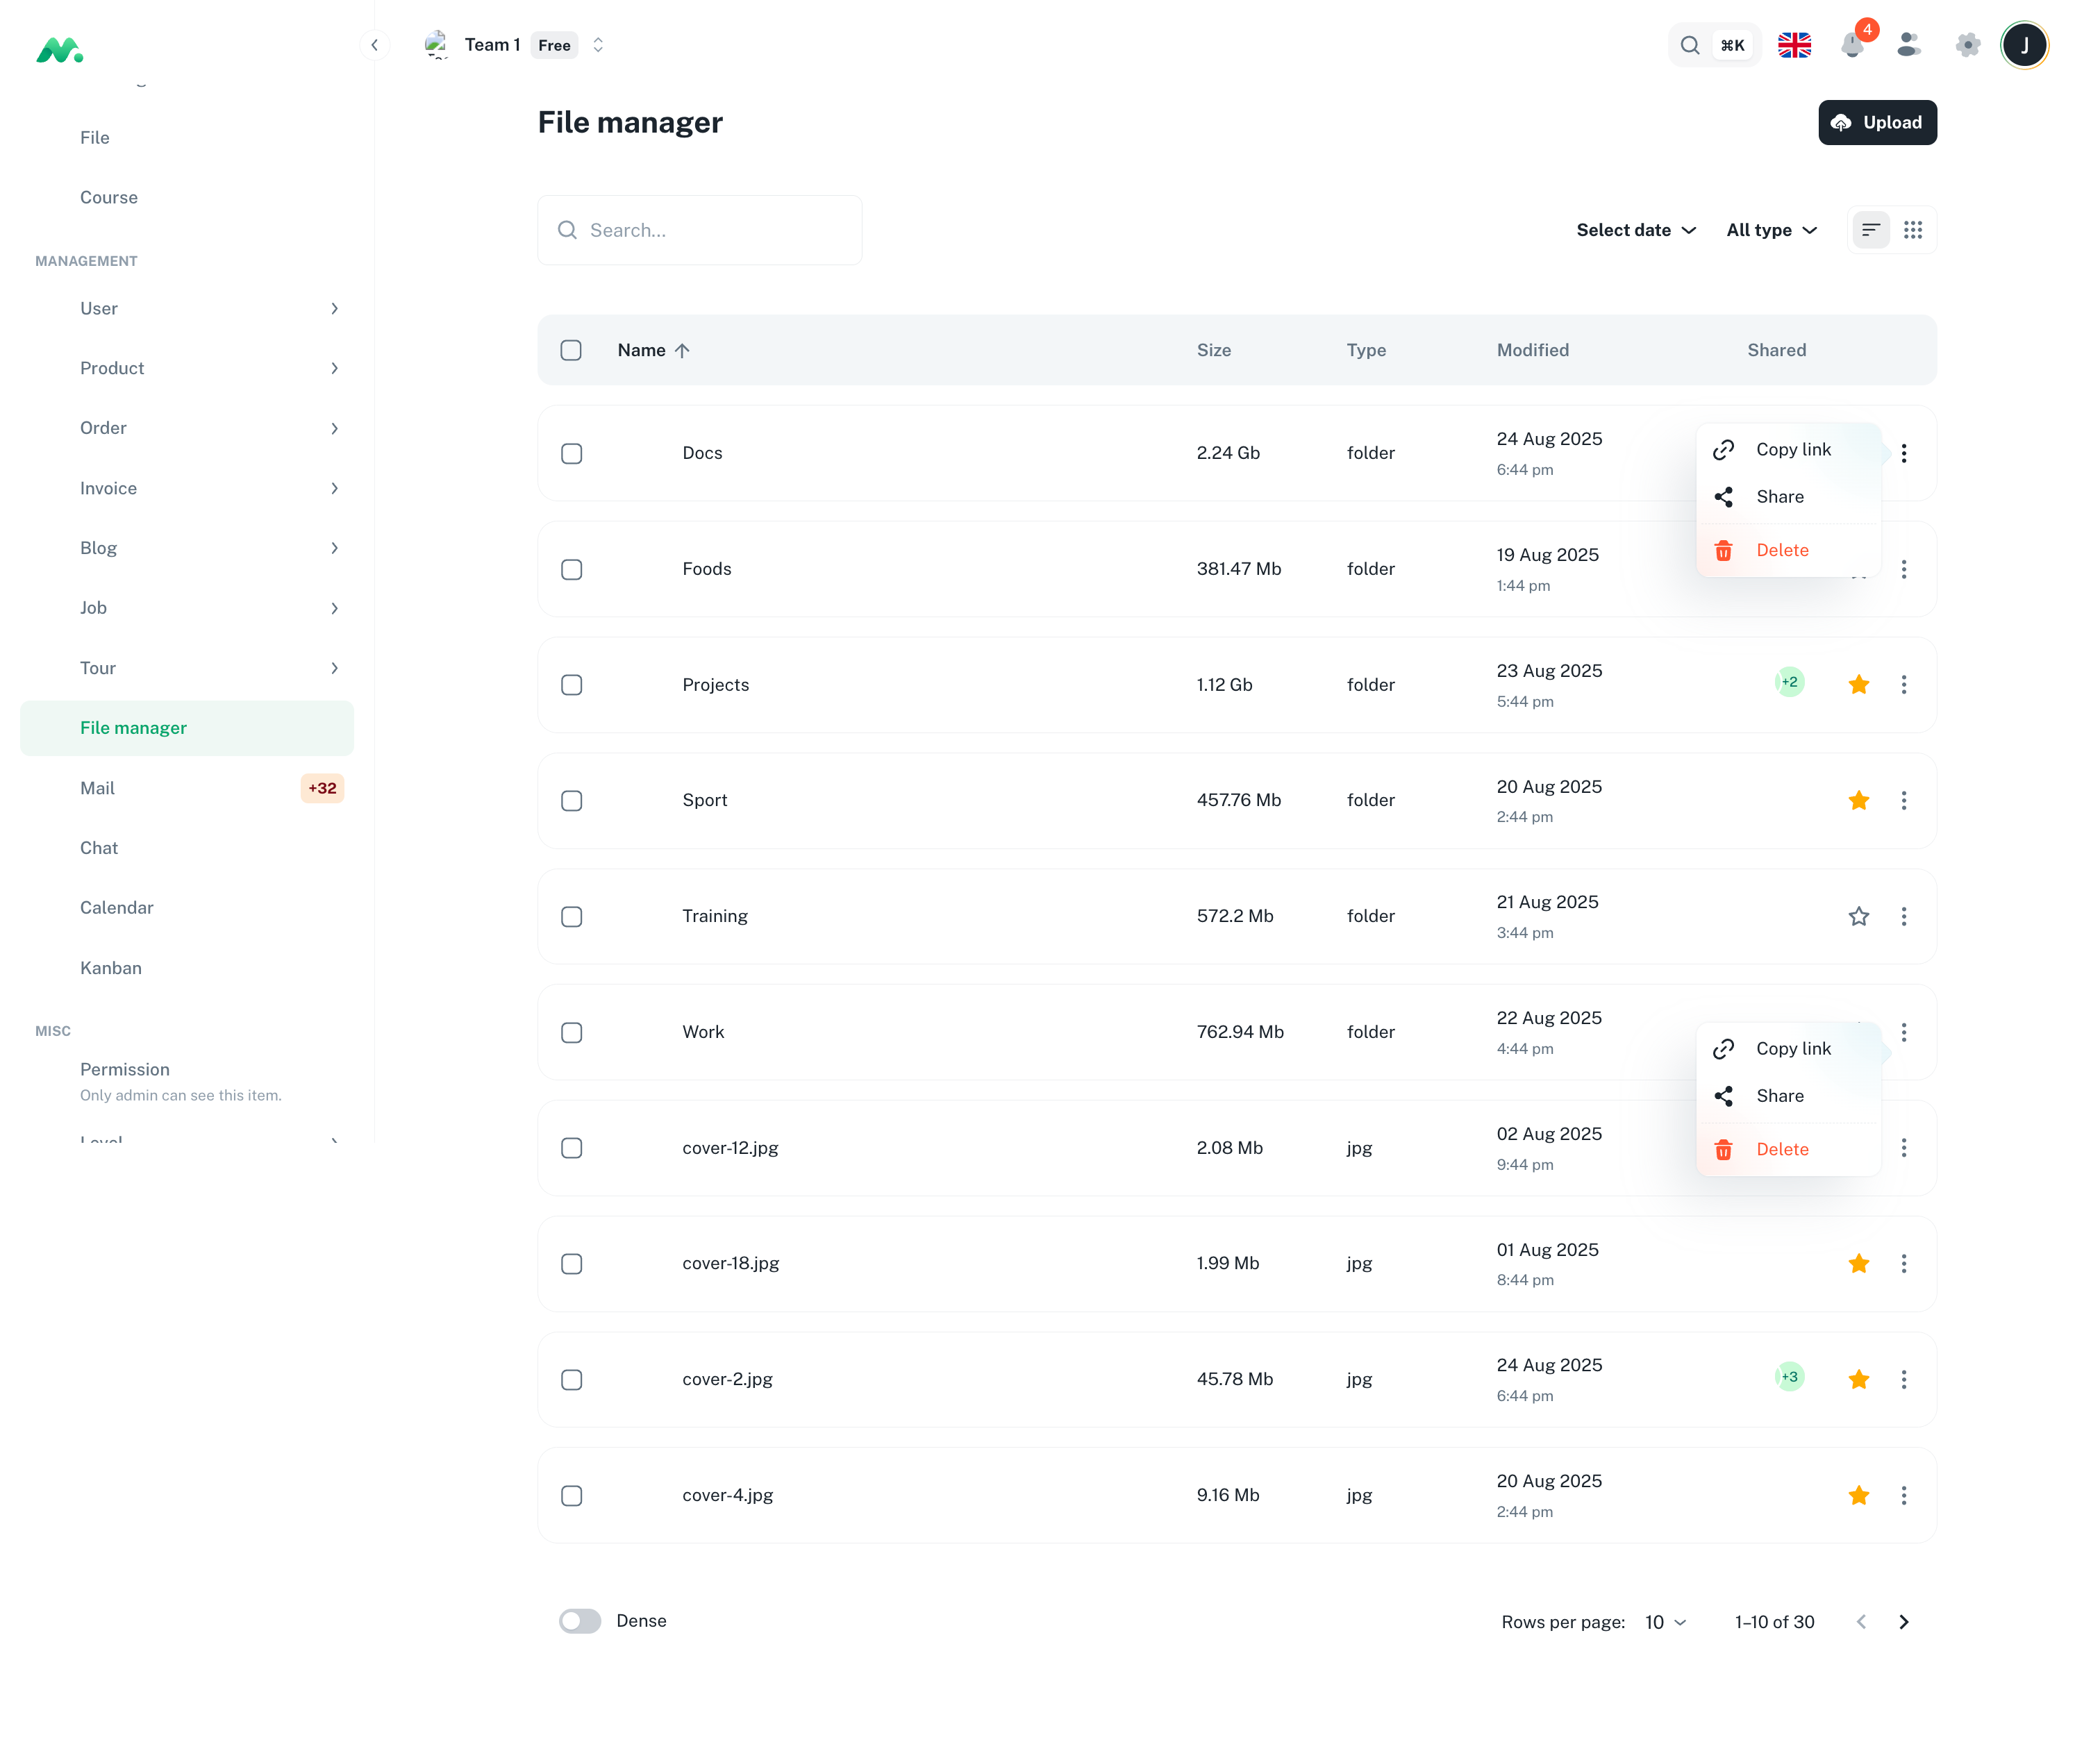 Team 1 Free
⌘K
4
J
File
Course
MANAGEMENT
User
Product
Order
Invoice
Blog
Job
Tour
File manager
Mail +32
Chat
Calendar
Kanban
MISC
Permission
Only admin can see this item.
Level
File manager
Upload
Search...
Select date
All type
Name Size Type Modified Shared
Docs 2.24 Gb folder 24 Aug 2025
6:44 pm
Copy link
Share
Delete
Foods 381.47 Mb folder 19 Aug 2025
1:44 pm
Projects 1.12 Gb folder 23 Aug 2025
5:44 pm
+2
Sport 457.76 Mb folder 20 Aug 2025
2:44 pm
Training 572.2 Mb folder 21 Aug 2025
3:44 pm
Work 762.94 Mb folder 22 Aug 2025
4:44 pm
Copy link
Share
Delete
cover-12.jpg 2.08 Mb jpg 02 Aug 2025
9:44 pm
cover-18.jpg 1.99 Mb jpg 01 Aug 2025
8:44 pm
cover-2.jpg 45.78 Mb jpg 24 Aug 2025
6:44 pm
+3
cover-4.jpg 9.16 Mb jpg 20 Aug 2025
2:44 pm
Dense
Rows per page: 10 1–10 of 30